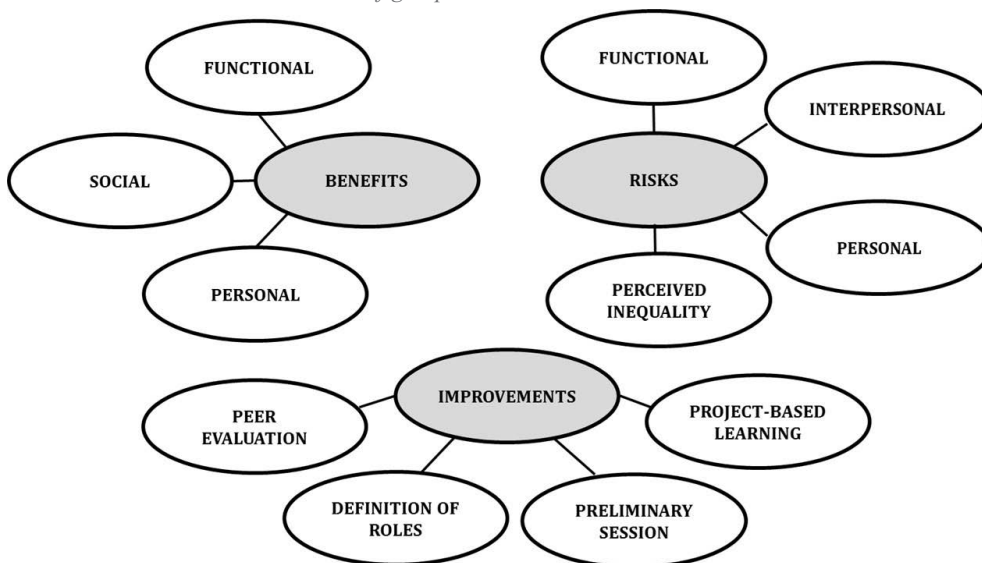 FUNCTIONAL
SOCIAL
BENEFITS
PERSONAL
FUNCTIONAL
INTERPERSONAL
RISKS
PERSONAL
PERCEIVED
INEQUALITY
IMPROVEMENTS
PEER
EVALUATION
PROJECT-BASED
LEARNING
DEFINITION OF
ROLES
PRELIMINARY
SESSION